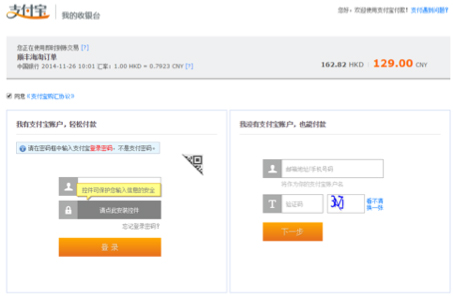 支付宝 我的收银台
您好，欢迎使用支付宝付款！ 支付遇到问题?
您正在使用即时到账交易 [?]
顺丰海淘订单
中国银行 2014-11-26 10:01 汇率：1.00 HKD = 0.7923 CNY [?]
162.82 HKD 129.00 CNY
同意《支付宝购汇协议》
我有支付宝账户，轻松付款
请在密码框中输入支付宝登录密码，不是支付密码。
控件可保护您输入信息的安全
请点此安装控件
忘记登录密码?
登 录
我没有支付宝账户，也能付款
邮箱地址/手机号码
将作为您的支付宝账户名
验证码
看不清
换一张
下一步